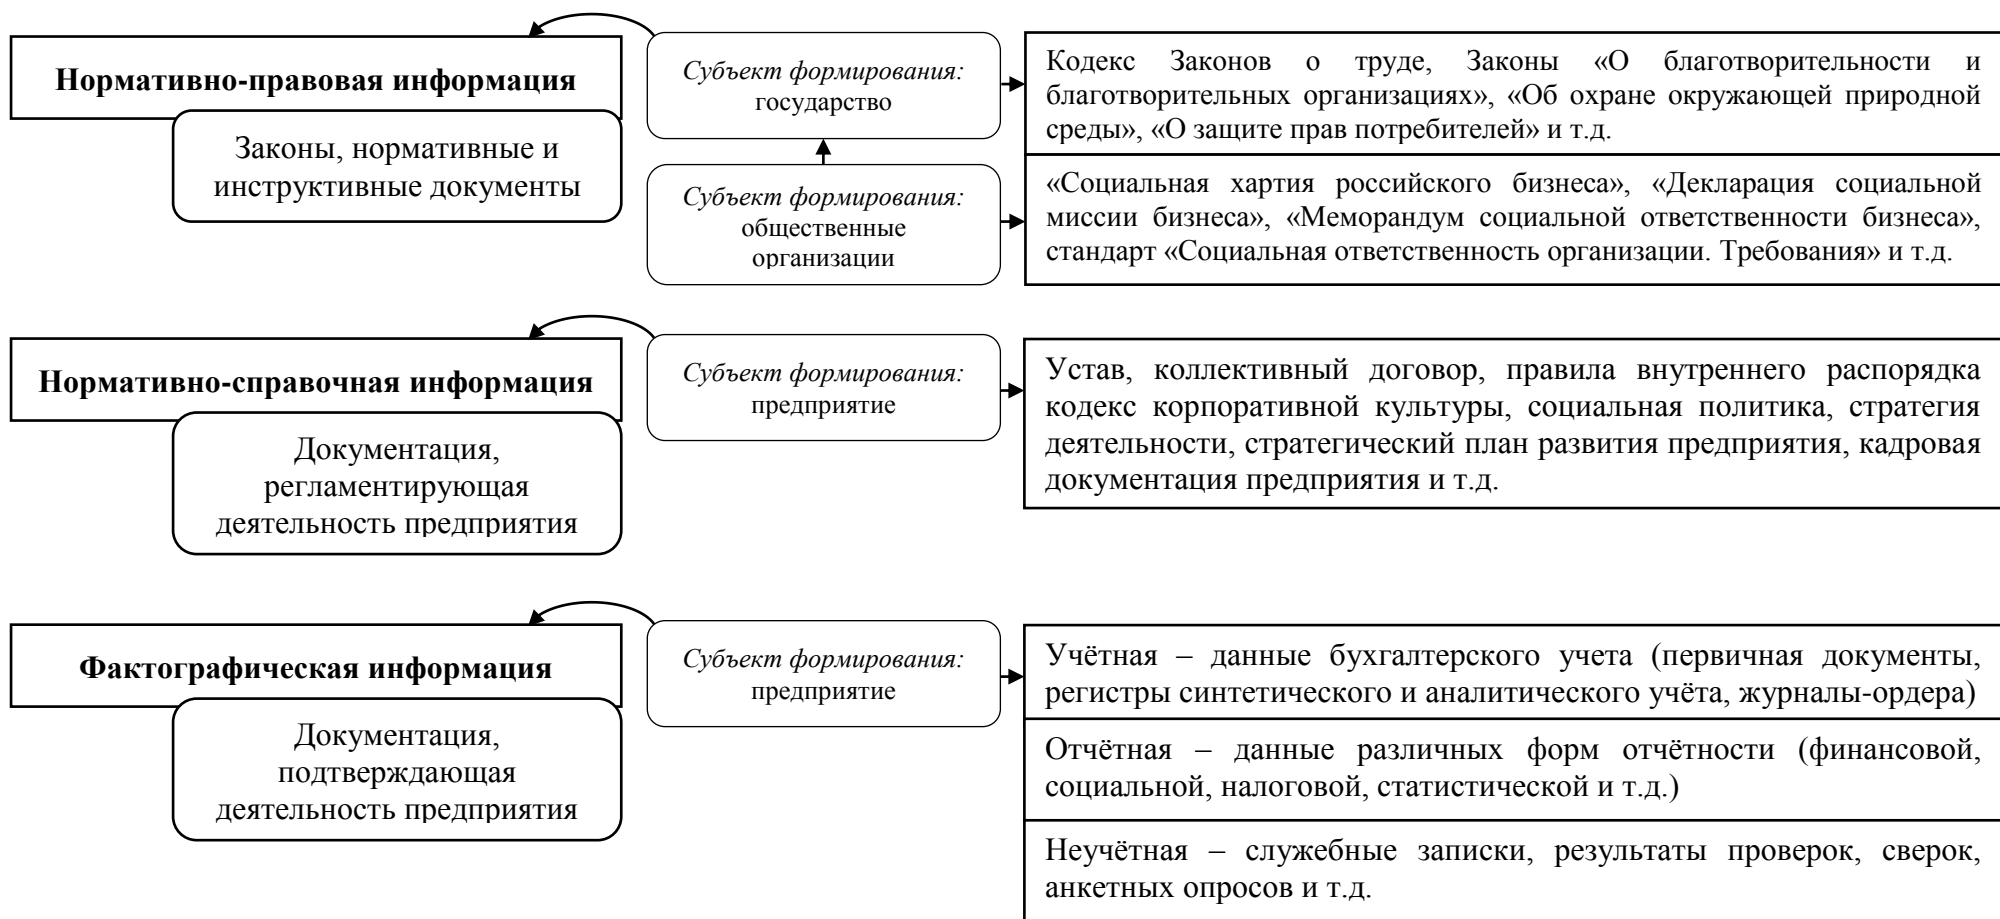 Нормативно-правовая информация
Законы, нормативные и
инструктивные документы
Субъект формирования:
государство
Субъект формирования:
общественные
организации
Кодекс Законов о труде, Законы «О благотворительности и
благотворительных организациях», «Об охране окружающей природной
среды», «О защите прав потребителей» и т.д.
«Социальная хартия российского бизнеса», «Декларация социальной
миссии бизнеса», «Меморандум социальной ответственности бизнеса»,
стандарт «Социальная ответственность организации. Требования» и т.д.
Нормативно-справочная информация
Документация,
регламентирующая
деятельность предприятия
Субъект формирования:
предприятие
Устав, коллективный договор, правила внутреннего распорядка
кодекс корпоративной культуры, социальная политика, стратегия
деятельности, стратегический план развития предприятия, кадровая
документация предприятия и т.д.
Фактографическая информация
Документация,
подтверждающая
деятельность предприятия
Субъект формирования:
предприятие
Учётная – данные бухгалтерского учета (первичная документы,
регистры синтетического и аналитического учёта, журналы-ордера)
Отчётная – данные различных форм отчётности (финансовой,
социальной, налоговой, статистической и т.д.)
Неучётная – служебные записки, результаты проверок, сверок,
анкетных опросов и т.д.